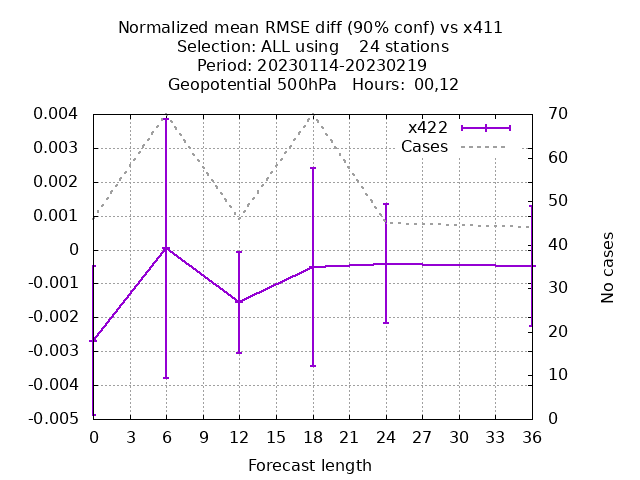 Normalized mean RMSE diff (90% conf) vs x411
Selection: ALL using    24 stations
Period: 20230114-20230219
Geopotential 500hPa   Hours: 00,12
0.004
0.003
0.002
0.001
0
-0.001
-0.002
-0.003
-0.004
-0.005
x422
Cases
70
60
50
40
30
20
10
0
No cases
0 3 6 9 12 15 18 21 24 27 30 33 36
Forecast length